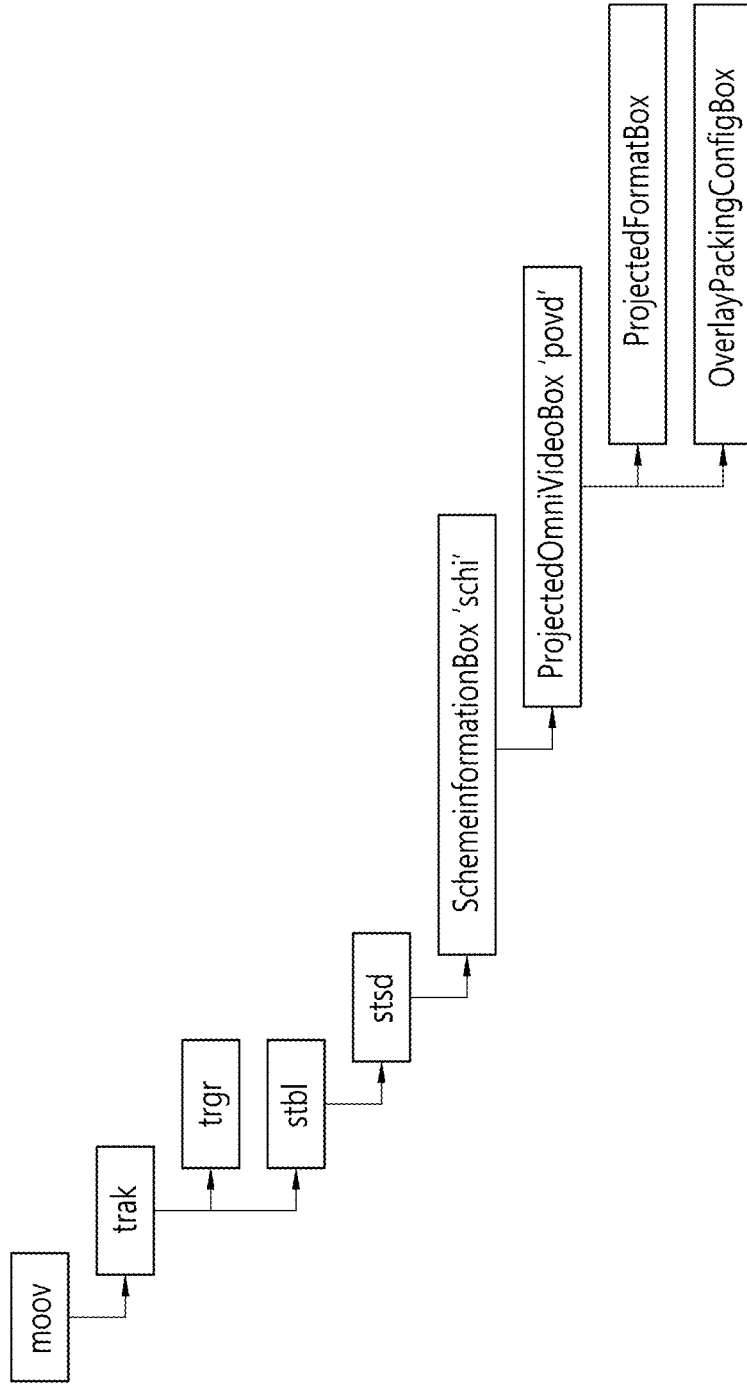 moov
trak
trgr
stbl
stsd
SchemeinformationBox 'schi'
ProjectedOmniVideoBox 'povd'
ProjectedFormatBox
OverlayPackingConfigBox